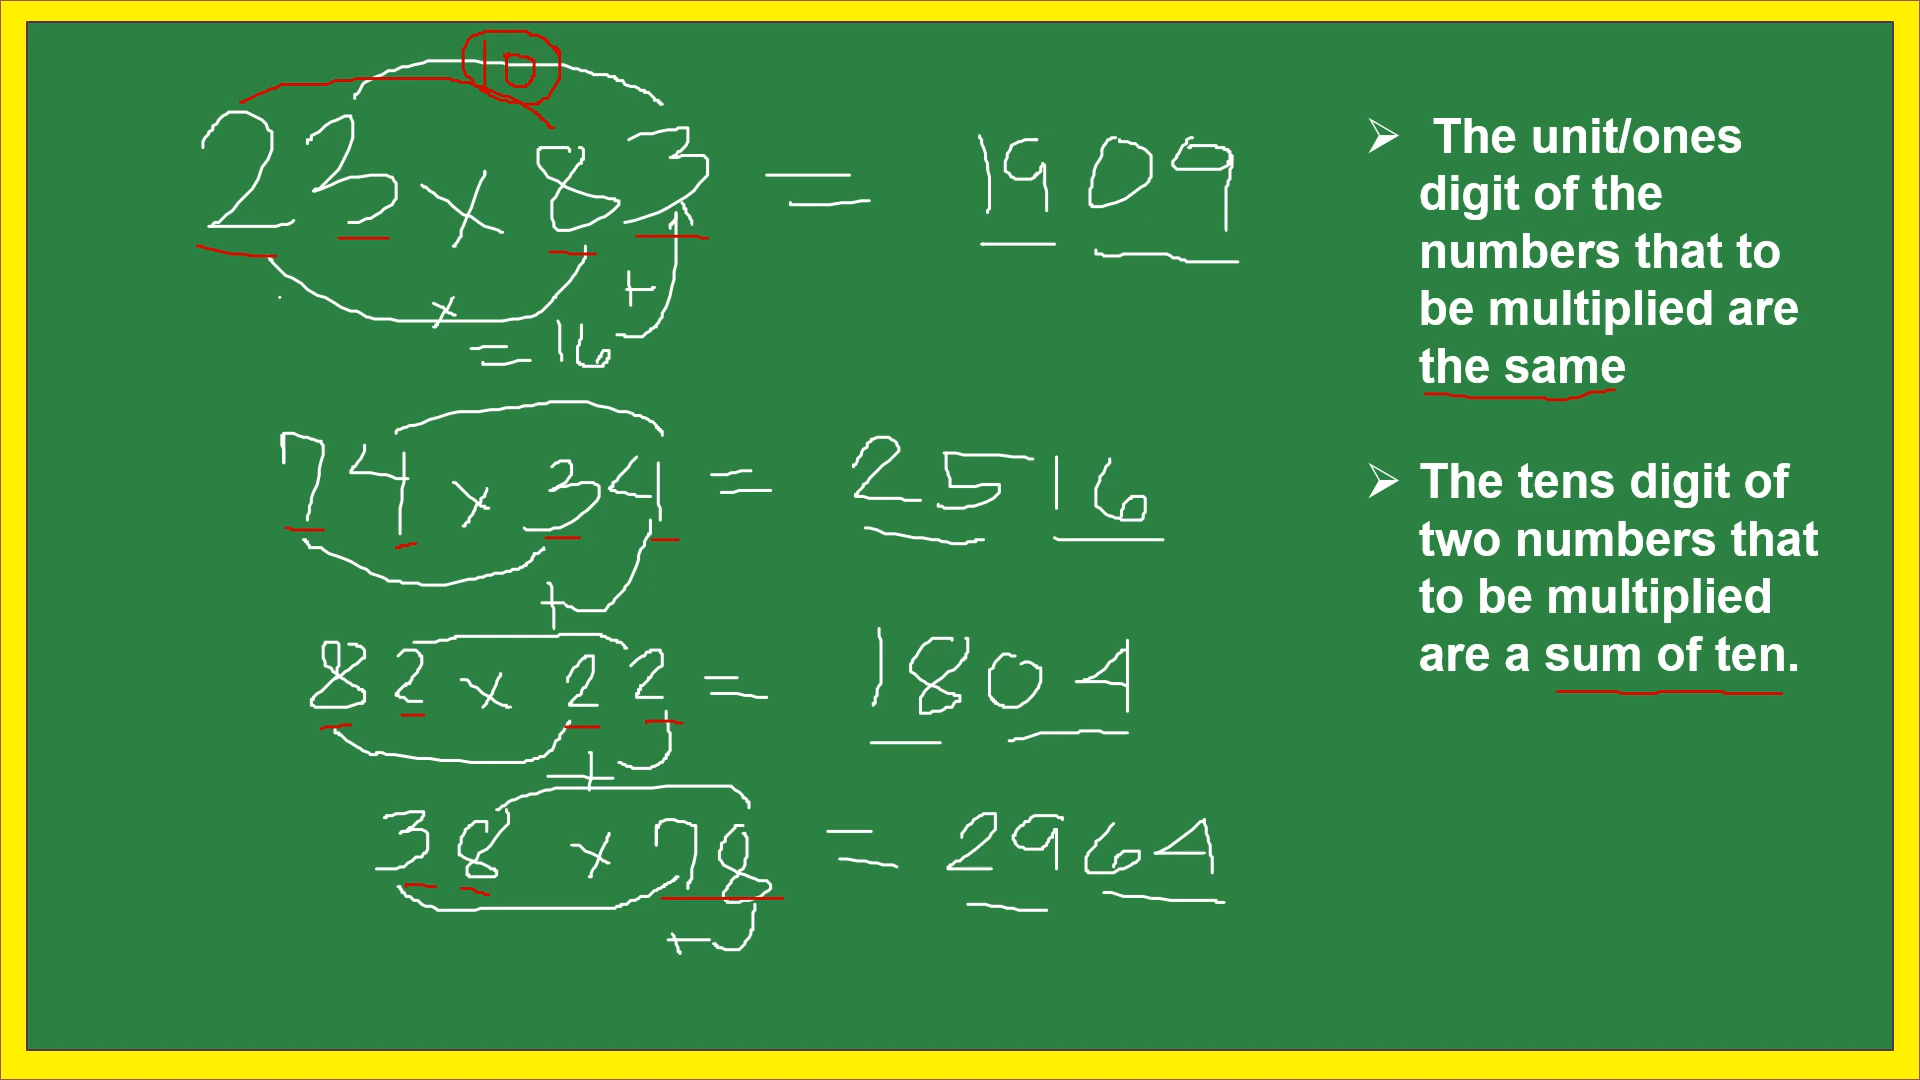 10
23 x 83 = 1909
x +
= 16
74 x 34 = 2516
+
82 x 22 = 1804
+
38 x 78 = 2964
+
➢ The unit/ones
digit of the
numbers that to
be multiplied are
the same
➢ The tens digit of
two numbers that
to be multiplied
are a sum of ten.